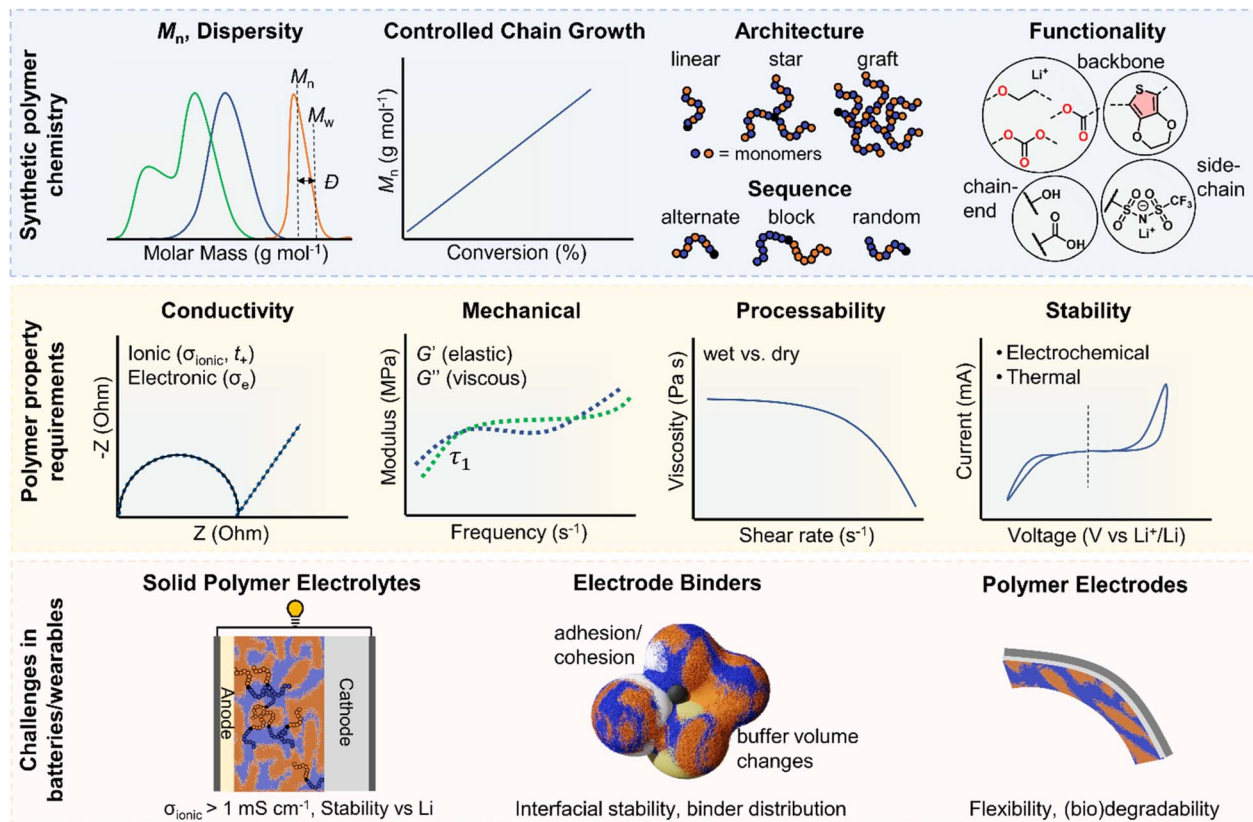 Synthetic polymer
chemistry
Mn, Dispersity
Mn
Mw
Đ
Molar Mass (g mol-1)
Controlled Chain Growth
Mn (g mol-1)
Conversion (%)
Architecture
linear star graft
= monomers
Sequence
alternate block random
Functionality
backbone
Li+
O
O
O
O
O
O
S
O
O
chain-
end
OH
O
OH
side-
chain
O O O O
S N S CF3
⊖
Li+
Polymer property
requirements
Conductivity
Ionic (σionic, t+)
Electronic (σe)
-Z (Ohm)
Z (Ohm)
Mechanical
G' (elastic)
G'' (viscous)
τ1
Modulus (MPa)
Frequency (s-1)
Processability
wet vs. dry
Viscosity (Pa s)
Shear rate (s-1)
Stability
• Electrochemical
• Thermal
Current (mA)
Voltage (V vs Li+/Li)
Challenges in
batteries/wearables
Solid Polymer Electrolytes
Anode
Cathode
σionic > 1 mS cm-1, Stability vs Li
Electrode Binders
adhesion/
cohesion
buffer volume
changes
Interfacial stability, binder distribution
Polymer Electrodes
Flexibility, (bio)degradability